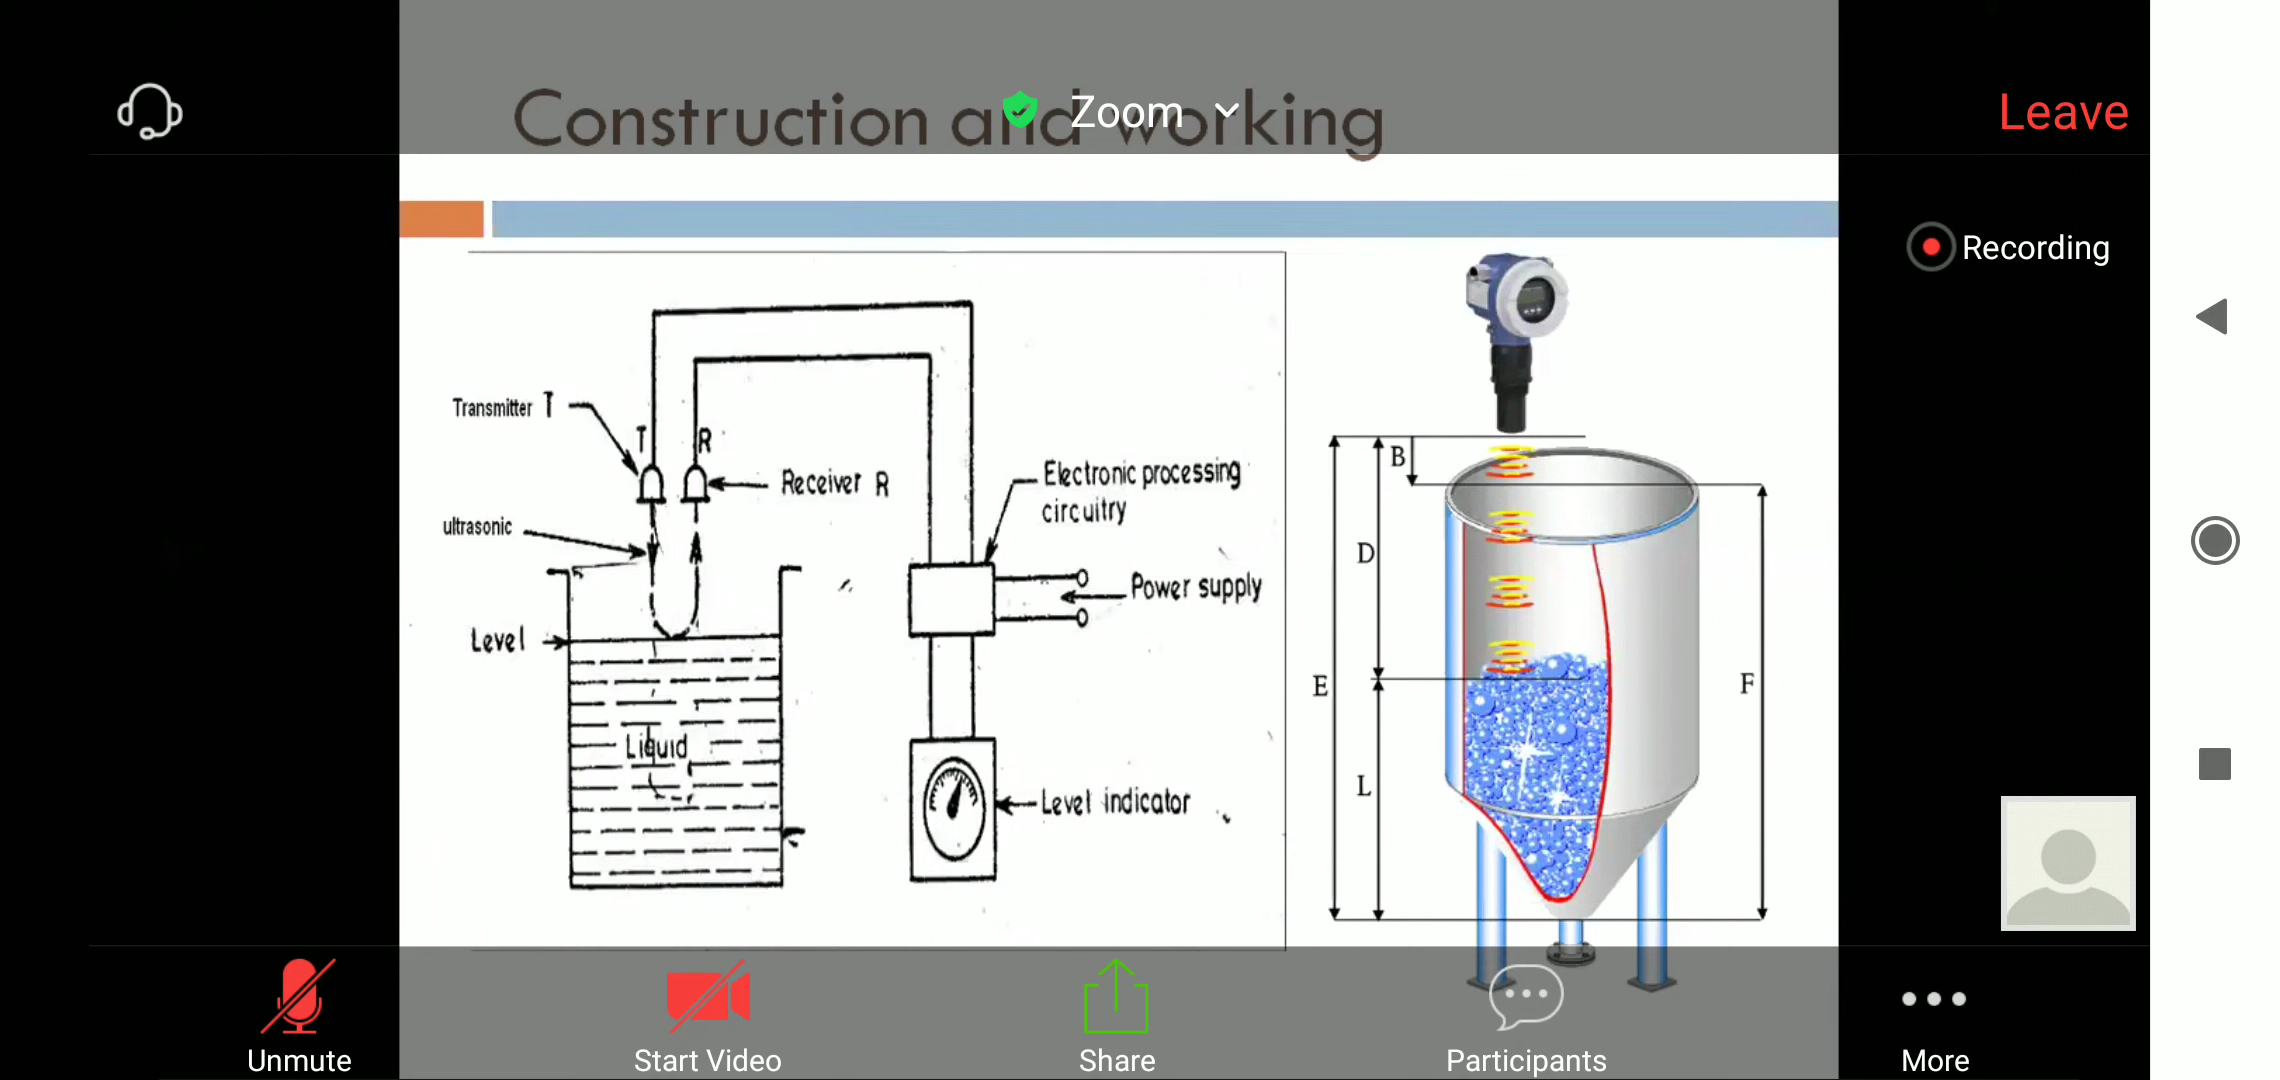 Construction and working
Zoom
Leave
Recording
Transmitter T
T
R
Receiver R
Electronic processing
circuitry
ultrasonic
Power supply
Level
Liquid
Level indicator
B
D
E
F
L
Unmute
Start Video
Share
Participants
More